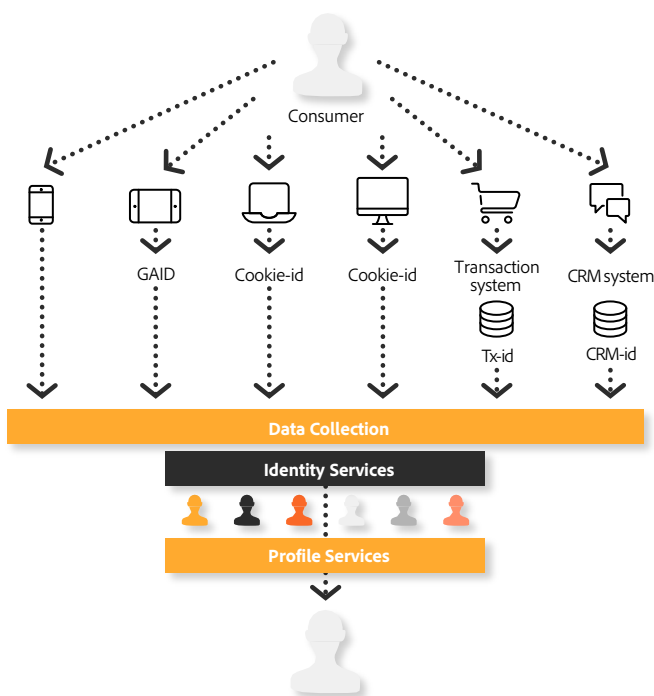 Consumer
GAID
Cookie-id
Cookie-id
Transaction
system
CRM system
Tx-id
CRM-id
Data Collection
Identity Services
Profile Services